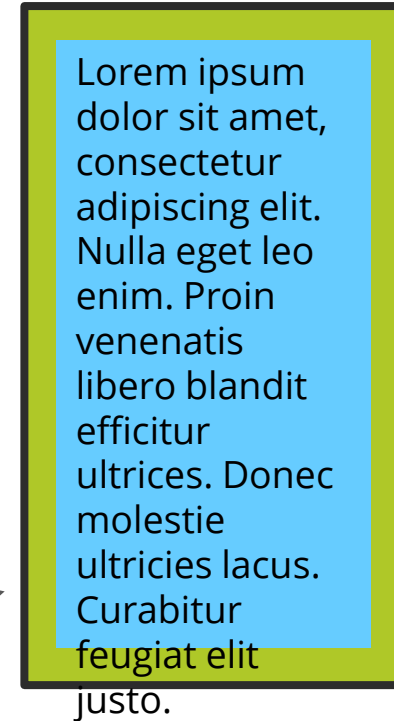 Lorem ipsum
dolor sit amet,
consectetur
adipiscing elit.
Nulla eget leo
enim. Proin
venenatis
libero blandit
efficitur
ultrices. Donec
molestie
ultricies lacus.
Curabitur
feugiat elit
justo.